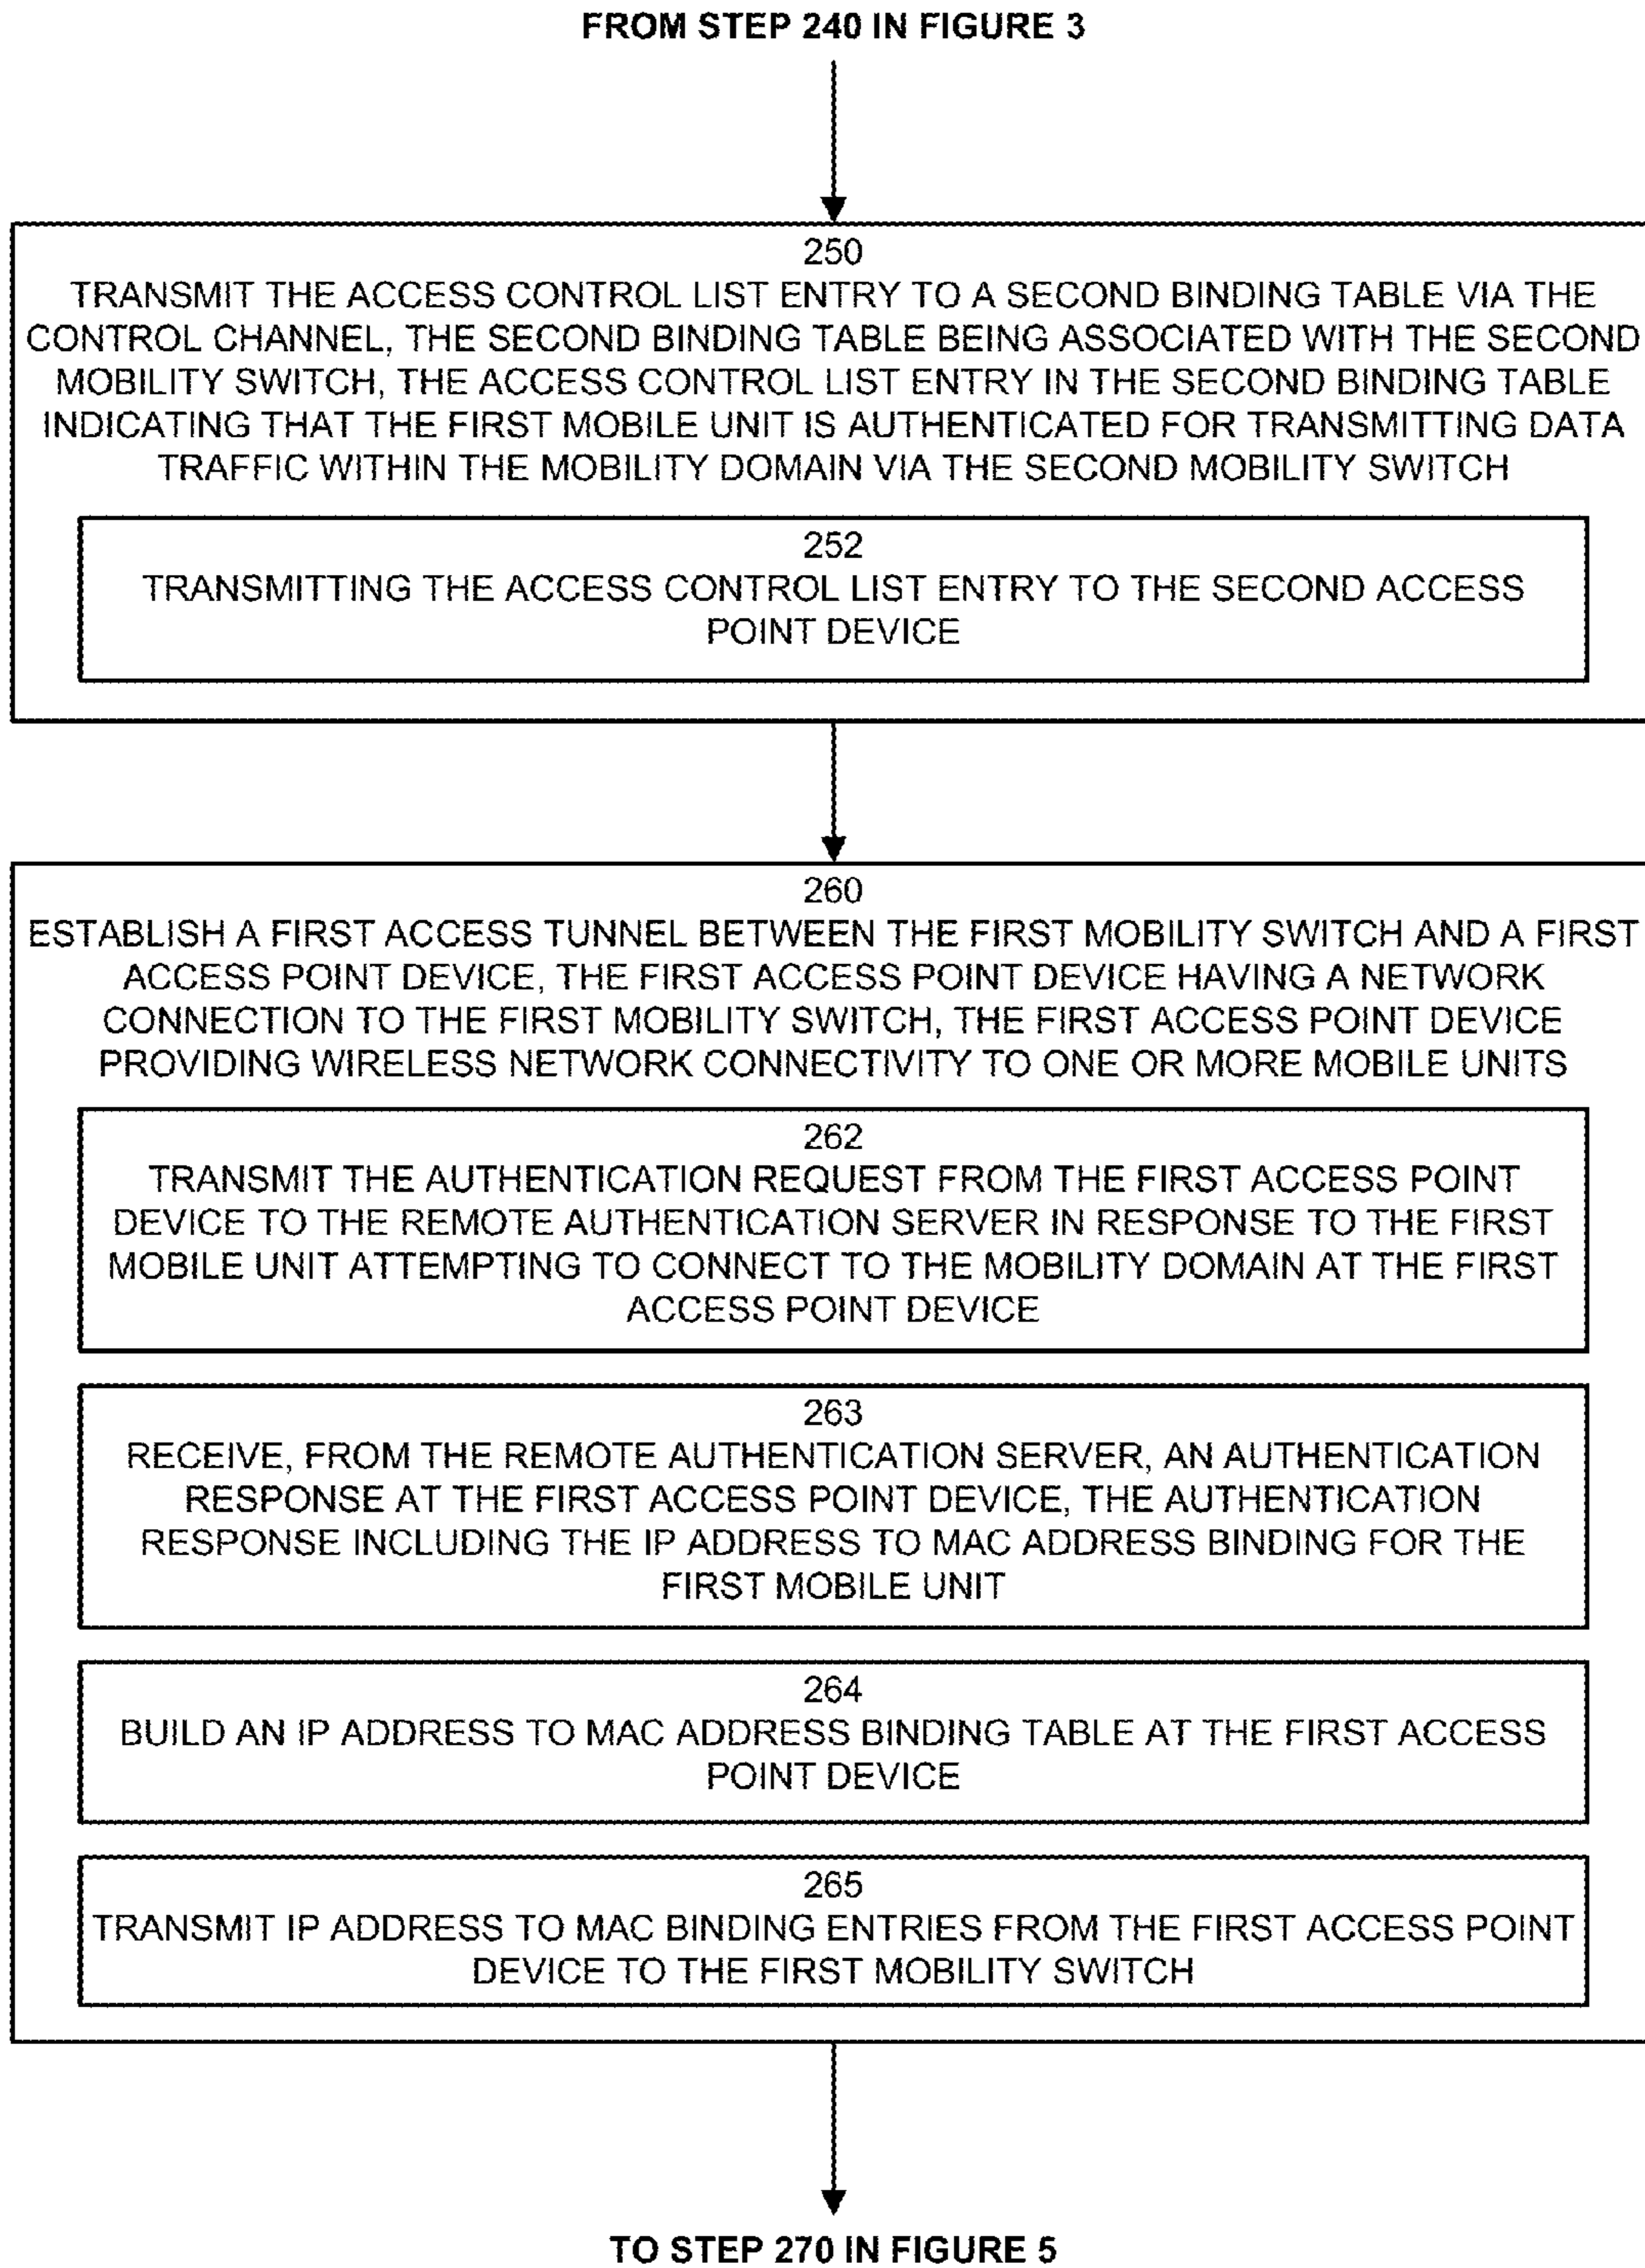 FROM STEP 240 IN FIGURE 3
250
TRANSMIT THE ACCESS CONTROL LIST ENTRY TO A SECOND BINDING TABLE VIA THE
CONTROL CHANNEL, THE SECOND BINDING TABLE BEING ASSOCIATED WITH THE SECOND
MOBILITY SWITCH, THE ACCESS CONTROL LIST ENTRY IN THE SECOND BINDING TABLE
INDICATING THAT THE FIRST MOBILE UNIT IS AUTHENTICATED FOR TRANSMITTING DATA
TRAFFIC WITHIN THE MOBILITY DOMAIN VIA THE SECOND MOBILITY SWITCH
252
TRANSMITTING THE ACCESS CONTROL LIST ENTRY TO THE SECOND ACCESS
POINT DEVICE
260
ESTABLISH A FIRST ACCESS TUNNEL BETWEEN THE FIRST MOBILITY SWITCH AND A FIRST
ACCESS POINT DEVICE, THE FIRST ACCESS POINT DEVICE HAVING A NETWORK
CONNECTION TO THE FIRST MOBILITY SWITCH, THE FIRST ACCESS POINT DEVICE
PROVIDING WIRELESS NETWORK CONNECTIVITY TO ONE OR MORE MOBILE UNITS
262
TRANSMIT THE AUTHENTICATION REQUEST FROM THE FIRST ACCESS POINT
DEVICE TO THE REMOTE AUTHENTICATION SERVER IN RESPONSE TO THE FIRST
MOBILE UNIT ATTEMPTING TO CONNECT TO THE MOBILITY DOMAIN AT THE FIRST
ACCESS POINT DEVICE
263
RECEIVE, FROM THE REMOTE AUTHENTICATION SERVER, AN AUTHENTICATION
RESPONSE AT THE FIRST ACCESS POINT DEVICE, THE AUTHENTICATION
RESPONSE INCLUDING THE IP ADDRESS TO MAC ADDRESS BINDING FOR THE
FIRST MOBILE UNIT
264
BUILD AN IP ADDRESS TO MAC ADDRESS BINDING TABLE AT THE FIRST ACCESS
POINT DEVICE
265
TRANSMIT IP ADDRESS TO MAC BINDING ENTRIES FROM THE FIRST ACCESS POINT
DEVICE TO THE FIRST MOBILITY SWITCH
TO STEP 270 IN FIGURE 5